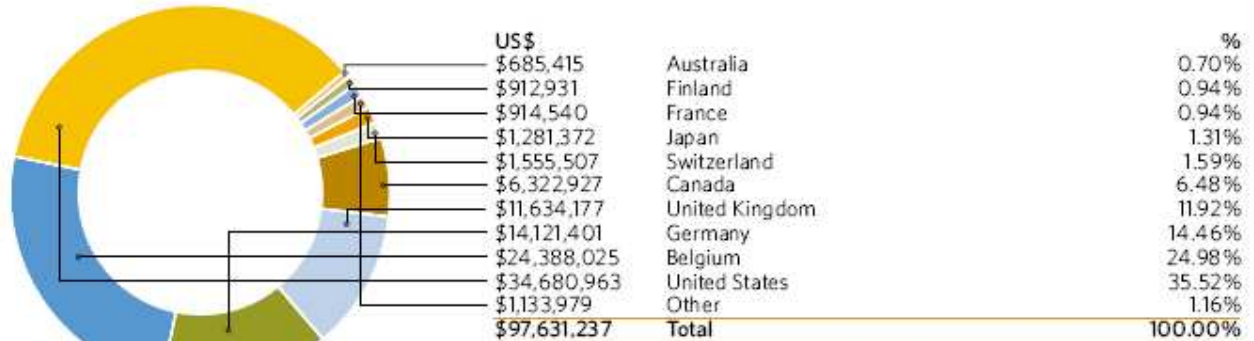 US$ %
$685,415 Australia 0.70%
$912,931 Finland 0.94%
$914,540 France 0.94%
$1,281,372 Japan 1.31%
$1,555,507 Switzerland 1.59%
$6,322,927 Canada 6.48%
$11,634,177 United Kingdom 11.92%
$14,121,401 Germany 14.46%
$24,388,025 Belgium 24.98%
$34,680,963 United States 35.52%
$1,133,979 Other 1.16%
$97,631,237 Total 100.00%